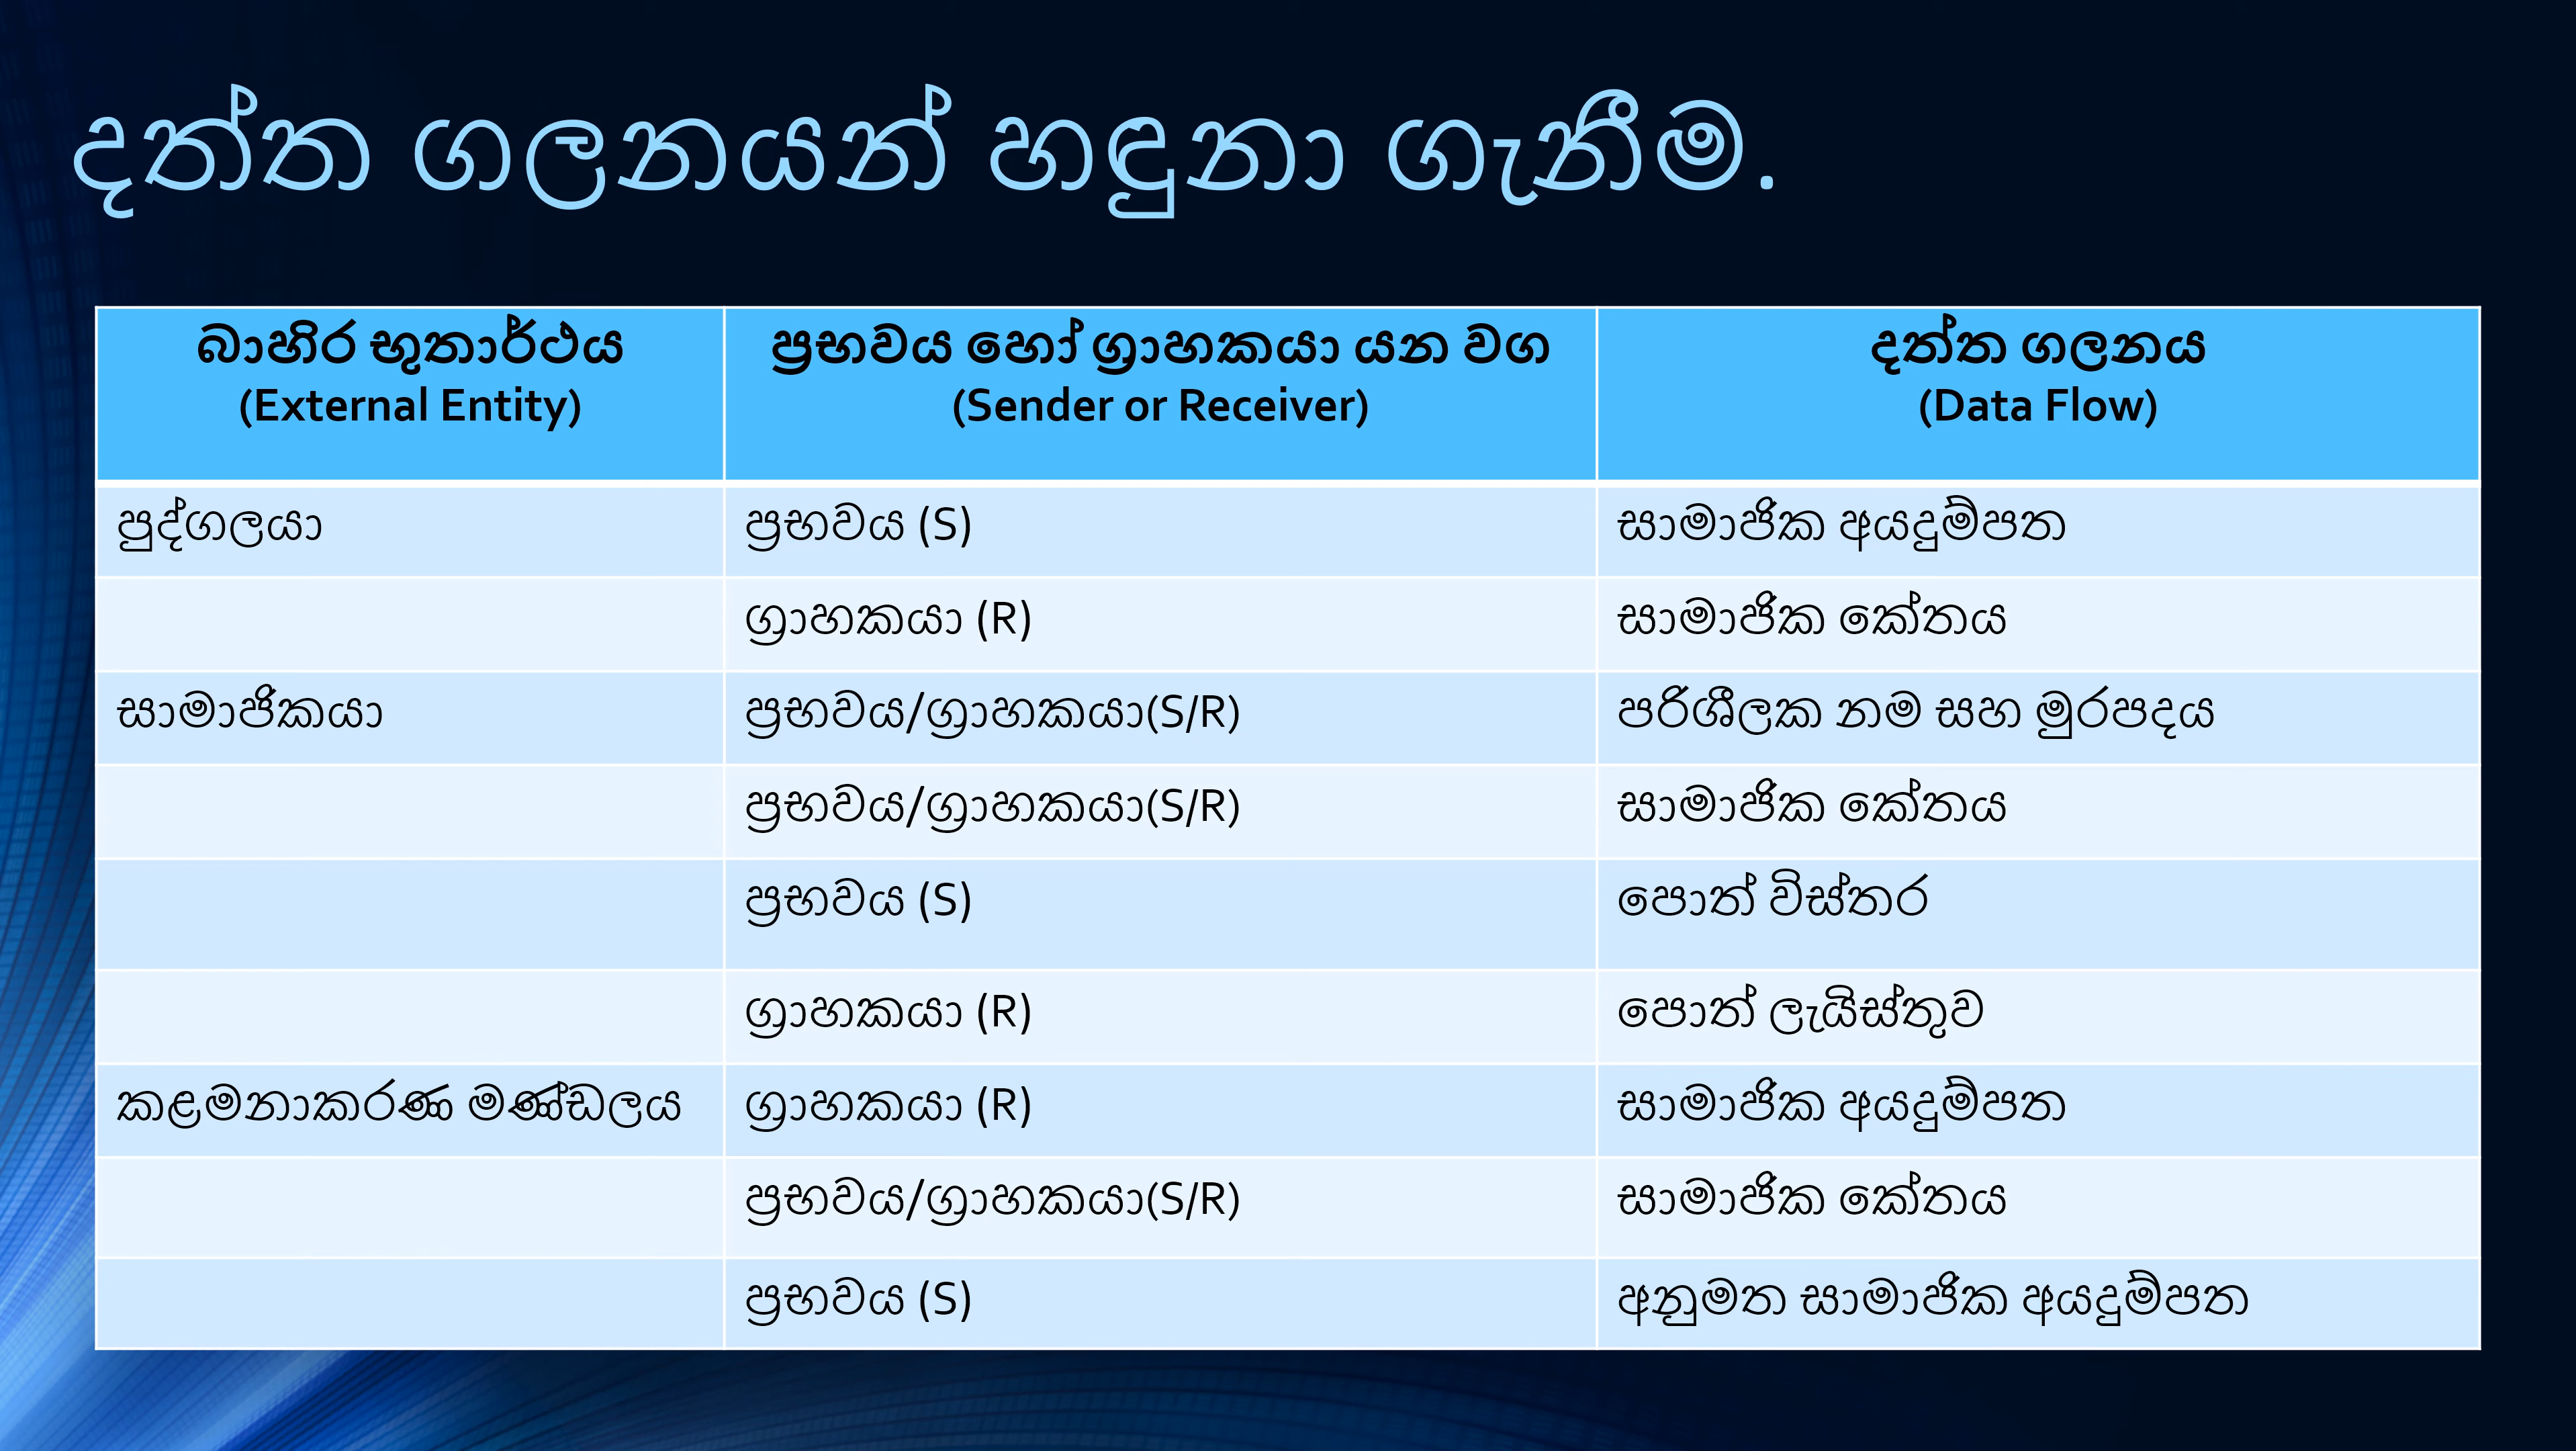 දත්ත ගලනයන් හඳුනා ගැනීම.
බාහිර භුතාර්ථය ප්‍රභවය හෝ ග්‍රාහකයා යන වග දත්ත ගලනය
(External Entity) (Sender or Receiver) (Data Flow)
පුද්ගලයා ප්‍රභවය (S) සාමාජික අයදුම්පත
ග්‍රාහකයා (R) සාමාජික කේතය
සාමාජිකයා ප්‍රභවය/ග්‍රාහකයා(S/R) පරිශීලක නම සහ මුරපදය
ප්‍රභවය/ග්‍රාහකයා(S/R) සාමාජික කේතය
ප්‍රභවය (S) පොත් විස්තර
ග්‍රාහකයා (R) පොත් ලැයිස්තුව
කළමනාකරණ මණ්ඩලය ග්‍රාහකයා (R) සාමාජික අයදුම්පත
ප්‍රභවය/ග්‍රාහකයා(S/R) සාමාජික කේතය
ප්‍රභවය (S) අනුමත සාමාජික අයදුම්පත